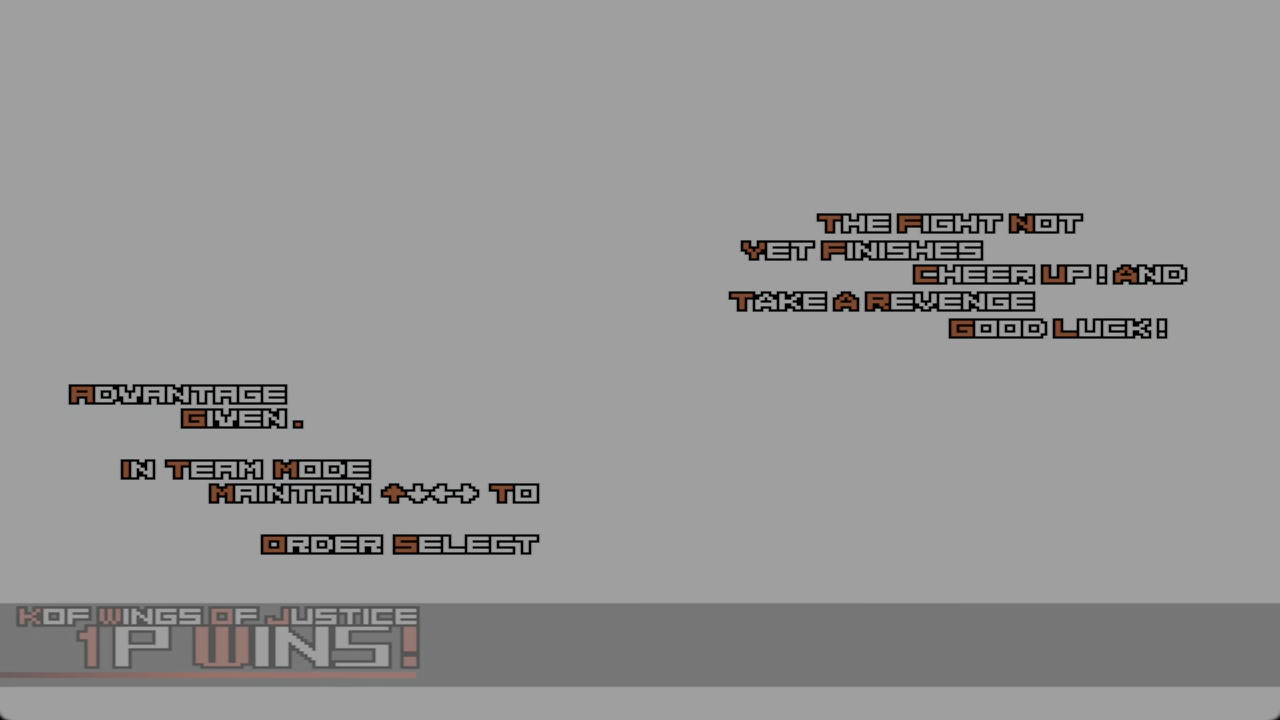 The Fight Not
Yet Finishes
Cheer Up! And
Take A Revenge
Good Luck!
Advantage
Given.
In Team Mode
Maintain ↑↓←→ To
Order Select
Kof Wings Of Justice
1P Wins!